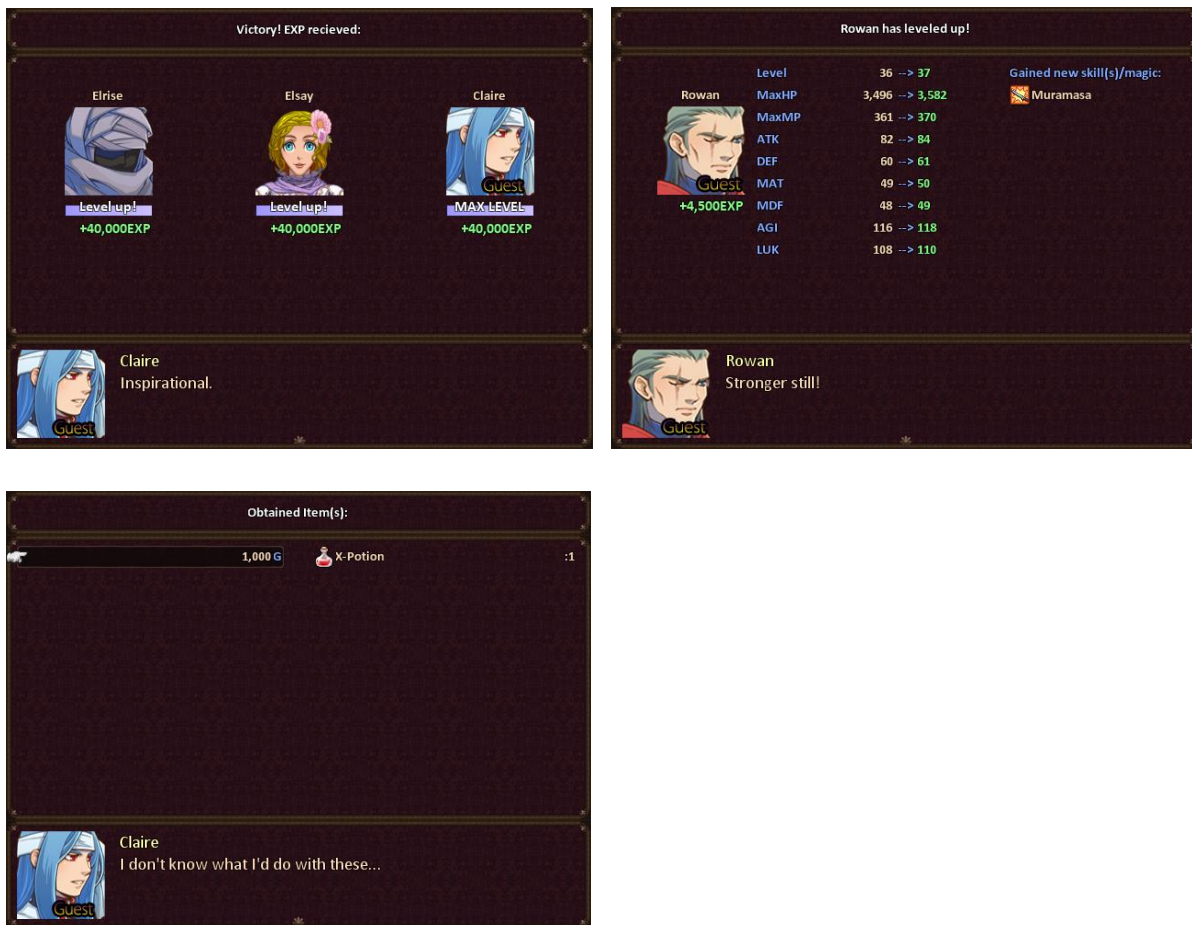 Victory! EXP recieved:
Elrise Elsay Claire
Guest
Level up! Level up! MAX LEVEL
+40,000EXP +40,000EXP +40,000EXP
Claire
Inspirational.
Guest
Rowan has leveled up!
Level 36 --> 37 Gained new skill(s)/magic:
Rowan MaxHP 3,496 --> 3,582 Muramasa
MaxMP 361 --> 370
ATK 82 --> 84
DEF 60 --> 61
Guest MAT 49 --> 50
+4,500EXP MDF 48 --> 49
AGI 116 --> 118
LUK 108 --> 110
Rowan
Stronger still!
Guest
Obtained Item(s):
1,000 G X-Potion :1
Claire
I don't know what I'd do with these...
Guest